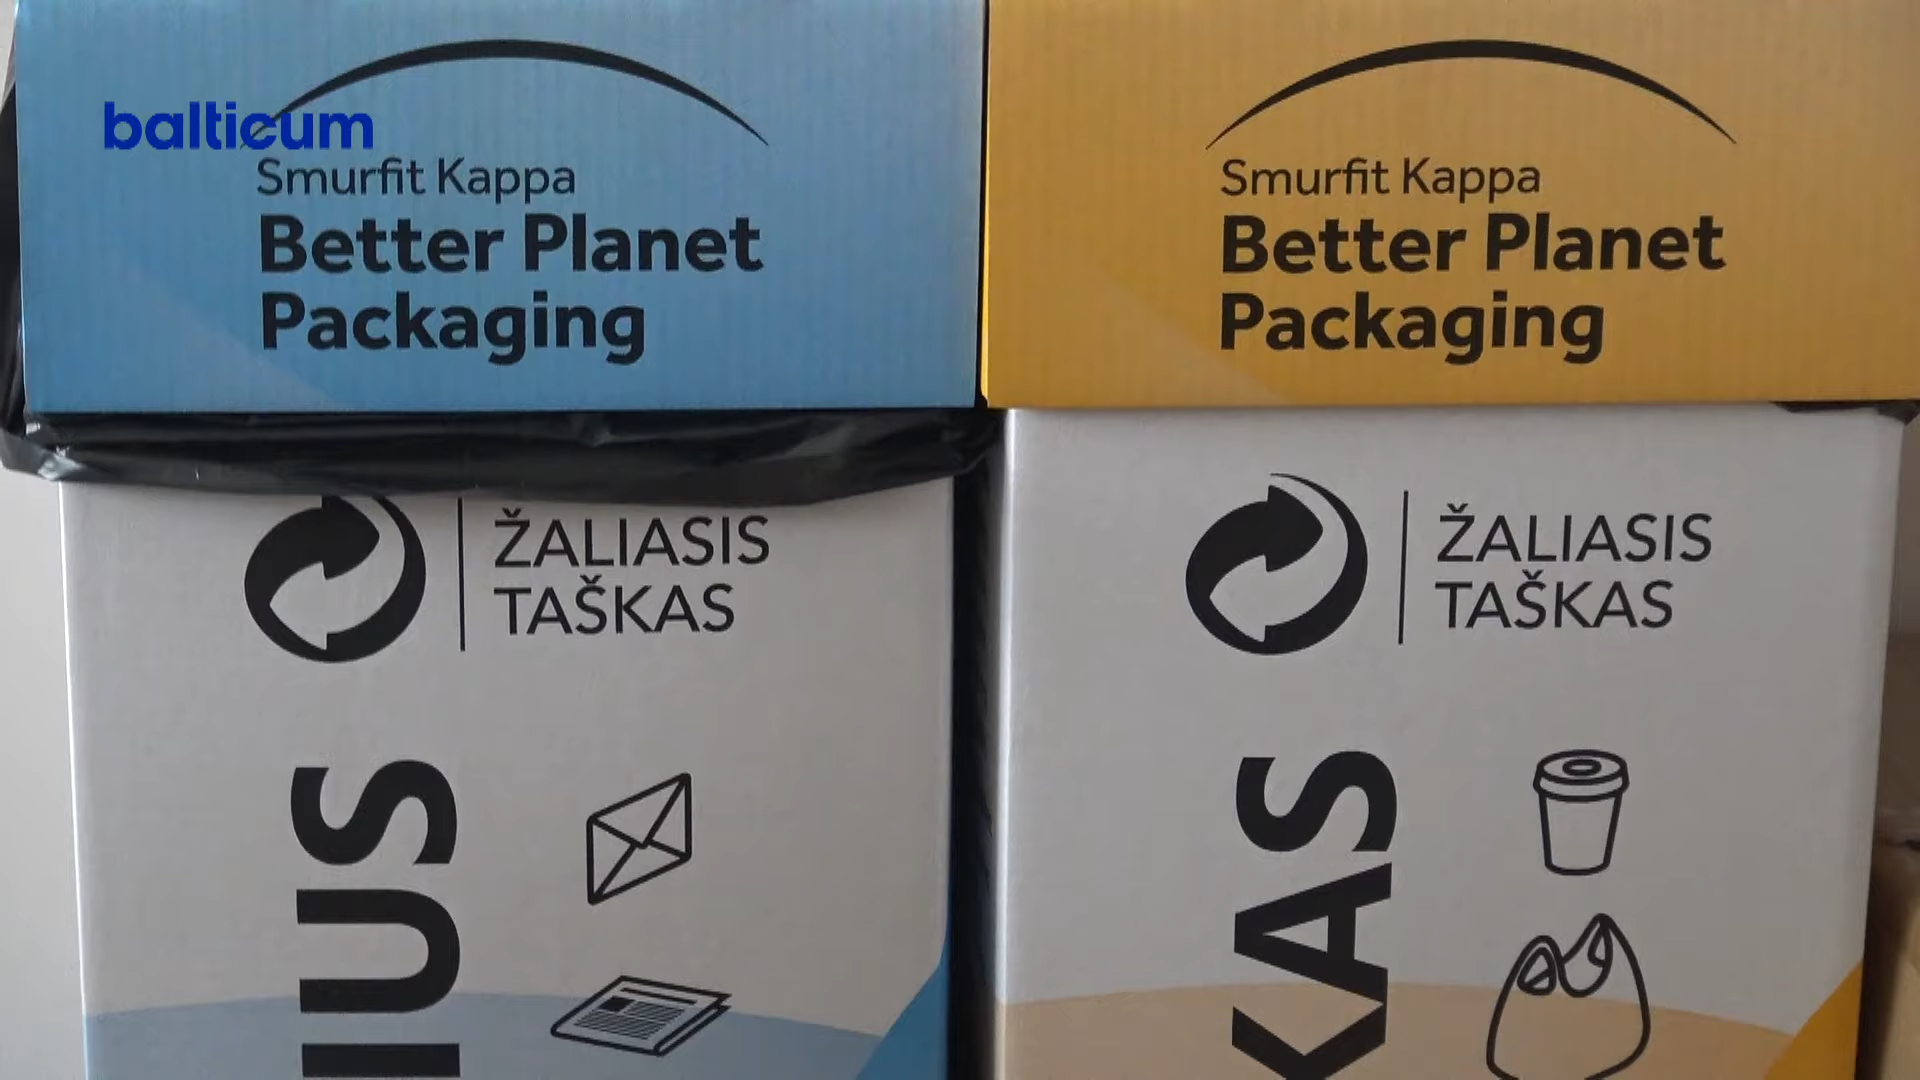 balticum
Smurfit Kappa
Better Planet
Packaging
Smurfit Kappa
Better Planet
Packaging
ŽALIASIS
TAŠKAS
ŽALIASIS
TAŠKAS
IUS
KAS